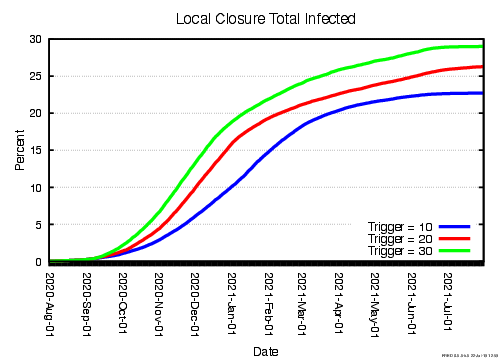 Local Closure Total Infected
30
25
20
15
10
5
0
Percent
Trigger = 10
Trigger = 20
Trigger = 30
2020-Aug-01
2020-Sep-01
2020-Oct-01
2020-Nov-01
2020-Dec-01
2021-Jan-01
2021-Feb-01
2021-Mar-01
2021-Apr-01
2021-May-01
2021-Jun-01
2021-Jul-01
Date